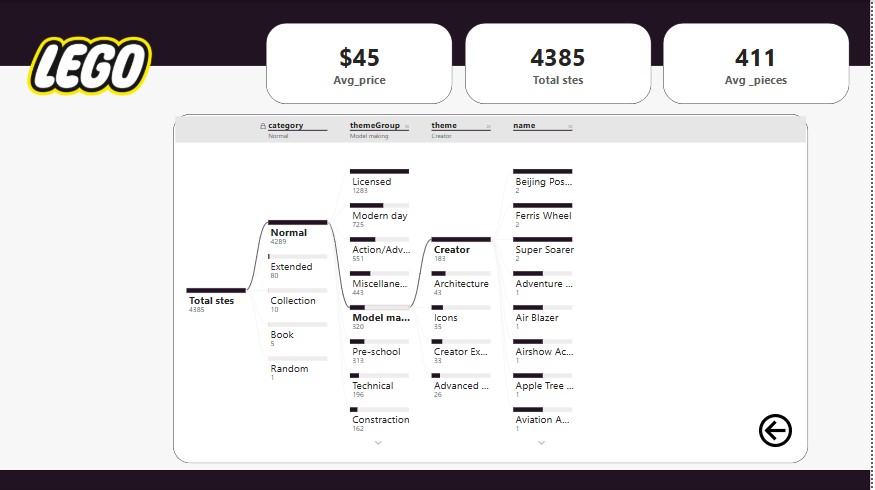 LEGO
$45
Avg_price
4385
Total stes
411
Avg _pieces
category
Normal
themeGroup
Model making
theme
Creator
name
Total stes
4385
Normal
4289
Extended
80
Collection
10
Book
5
Random
1
Licensed
1283
Modern day
725
Action/Adv...
551
Miscellane...
443
Model ma...
320
Pre-school
313
Technical
196
Constraction
162
Creator
183
Architecture
43
Icons
35
Creator Ex...
33
Advanced ...
26
Beijing Pos...
2
Ferris Wheel
2
Super Soarer
2
Adventure ...
1
Air Blazer
1
Airshow Ac...
1
Apple Tree ...
1
Aviation A...
1